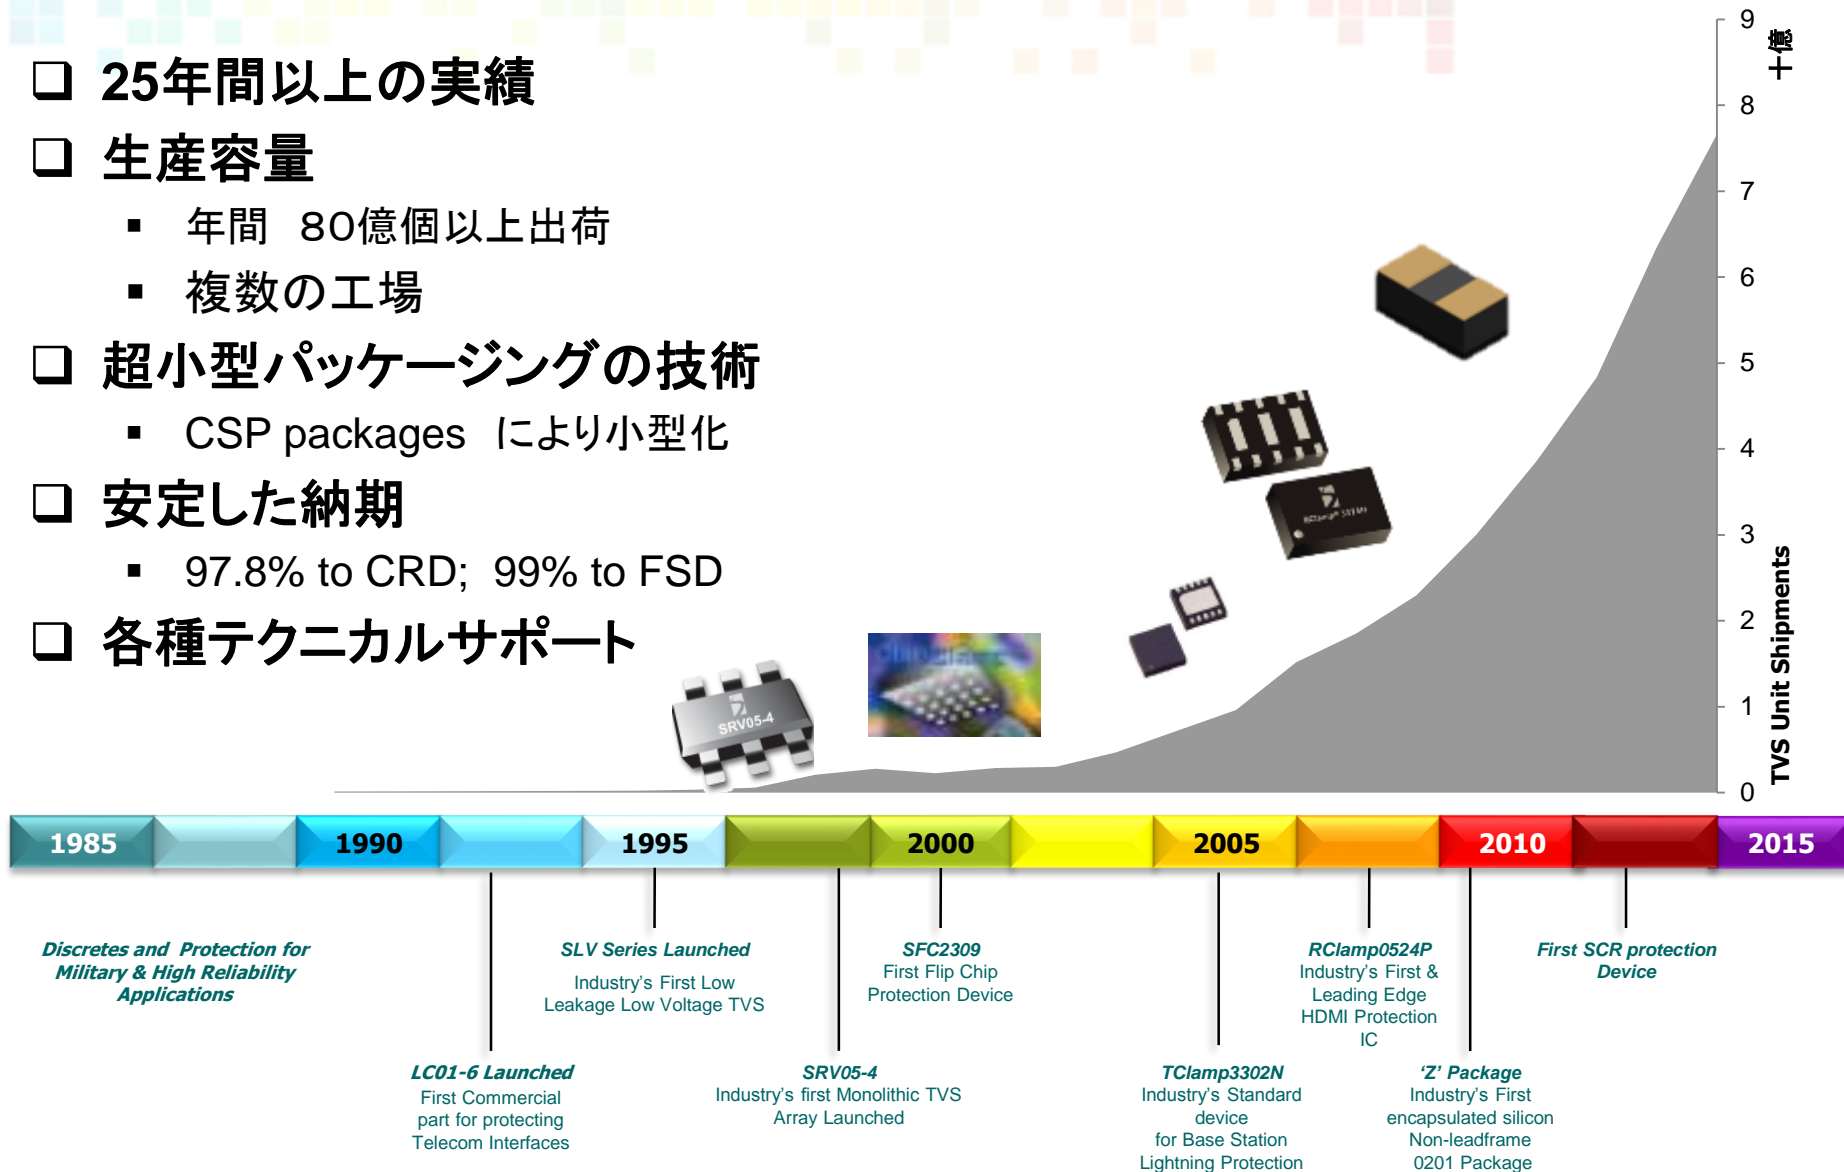 25年間以上の実績
生産容量
年間　８０億個以上出荷
複数の工場
超小型パッケージングの技術
CSP packages　により小型化
安定した納期
97.8% to CRD; 99% to FSD
各種テクニカルサポート
SRV05-4
9
8
7
6
5
4
3
2
1
0
十億
TVS Unit Shipments
1985
1990
1995
2000
2005
2010
2015
Discretes and Protection for
Military & High Reliability
Applications
LC01-6 Launched
First Commercial
part for protecting
Telecom Interfaces
SLV Series Launched
Industry's First Low
Leakage Low Voltage TVS
SRV05-4
Industry's first Monolithic TVS
Array Launched
SFC2309
First Flip Chip
Protection Device
TClamp3302N
Industry's Standard
device
for Base Station
Lightning Protection
RClamp0524P
Industry's First &
Leading Edge
HDMI Protection
IC
‘Z’ Package
Industry's First
encapsulated silicon
Non-leadframe
0201 Package
First SCR protection
Device